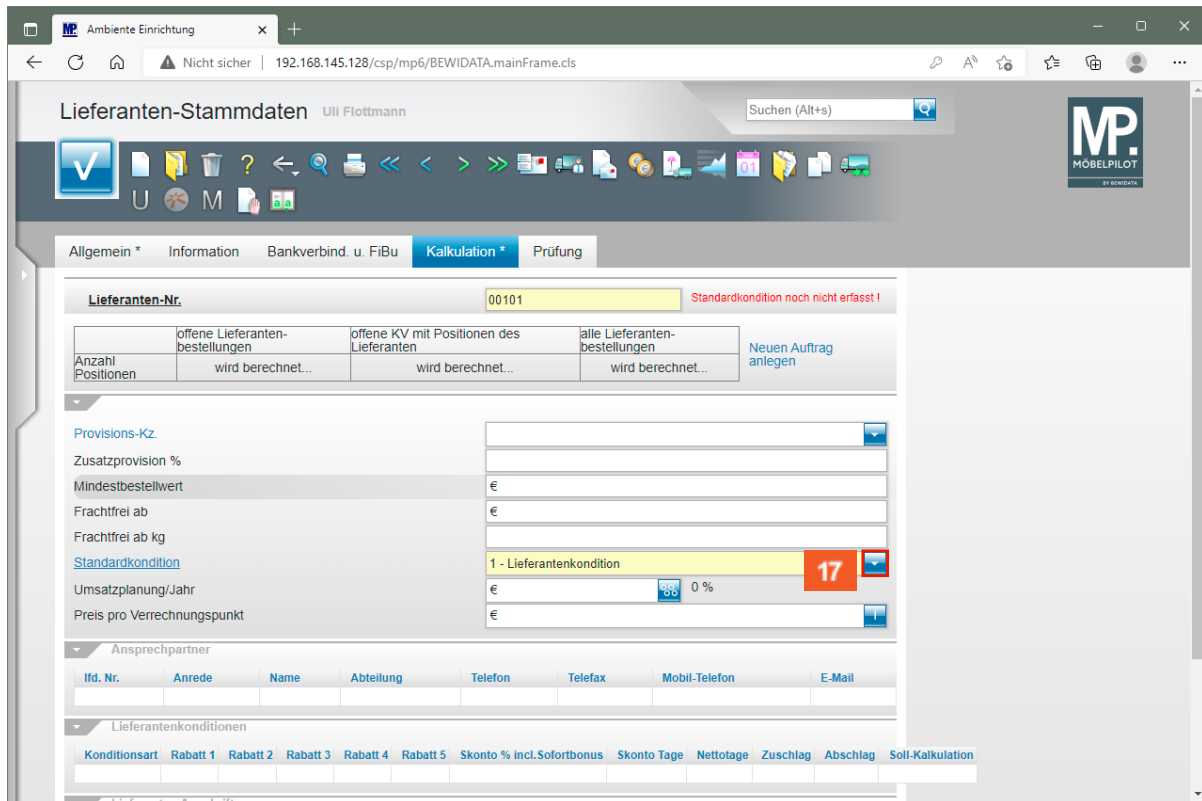 MP. Ambiente Einrichtung
Nicht sicher | 192.168.145.128/csp/mp6/BEWIDATA.mainFrame.cls
Lieferanten-Stammdaten Uli Flottmann
Suchen (Alt+s)
MP.
MÖBELPILOT
BY BEWIDATA
U M
Allgemein * Information Bankverbind. u. FiBu Kalkulation * Prüfung
Lieferanten-Nr. 00101 Standardkondition noch nicht erfasst !
offene Lieferanten-bestellungen offene KV mit Positionen des Lieferanten alle Lieferanten-bestellungen
Anzahl Positionen wird berechnet... wird berechnet... wird berechnet...
Neuen Auftrag anlegen
Provisions-Kz.
Zusatzprovision %
Mindestbestellwert €
Frachtfrei ab €
Frachtfrei ab kg
Standardkondition 1 - Lieferantenkondition 17
Umsatzplanung/Jahr € 0 %
Preis pro Verrechnungspunkt €
Ansprechpartner
lfd. Nr. Anrede Name Abteilung Telefon Telefax Mobil-Telefon E-Mail
Lieferantenkonditionen
Konditionsart Rabatt 1 Rabatt 2 Rabatt 3 Rabatt 4 Rabatt 5 Skonto % incl.Sofortbonus Skonto Tage Nettotage Zuschlag Abschlag Soll-Kalkulation